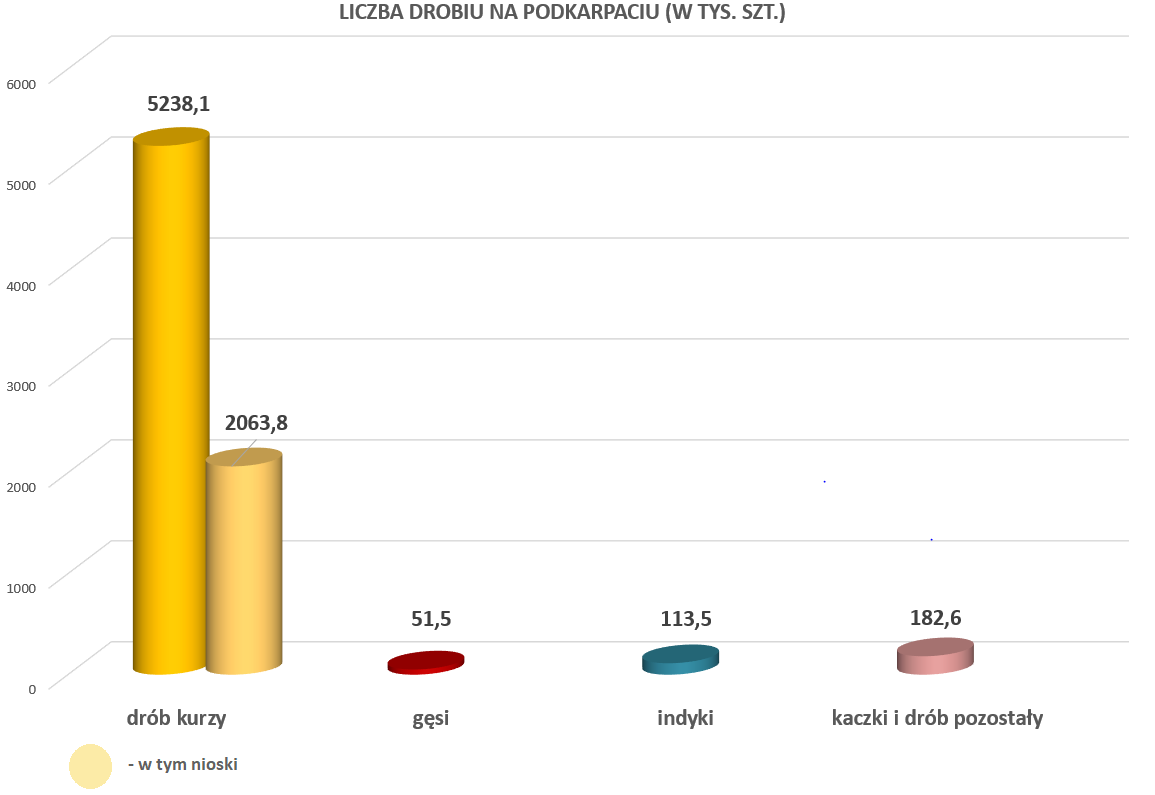 LICZBA DROBIU NA PODKARPACIU (W TYS. SZT.)
6000
5238,1
5000
4000
3000
2063,8
2000
1000
51,5
113,5
182,6
0
drób kurzy
gęsi
indyki
kaczki i drób pozostały
- w tym nioski